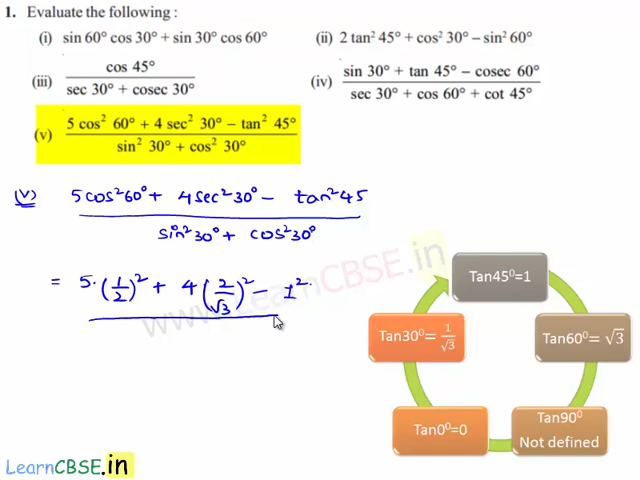 1. Evaluate the following :
(i) sin 60° cos 30° + sin 30° cos 60°
(ii) 2 tan² 45° + cos² 30° – sin² 60°
(iii) cos 45° / sec 30° + cosec 30°
(iv) sin 30° + tan 45° – cosec 60° / sec 30° + cos 60° + cot 45°
(v) 5 cos² 60° + 4 sec² 30° – tan² 45° / sin² 30° + cos² 30°
(v) 5cos²60° + 4sec²30° – tan²45
sin²30° + cos²30°
= 5·(1/2)² + 4(2/√3)² – 1².
www.LearnCBSE.in
Tan45⁰=1
Tan30⁰= 1/√3
Tan60⁰= √3
Tan0⁰=0
Tan90⁰
Not defined
LearnCBSE.in